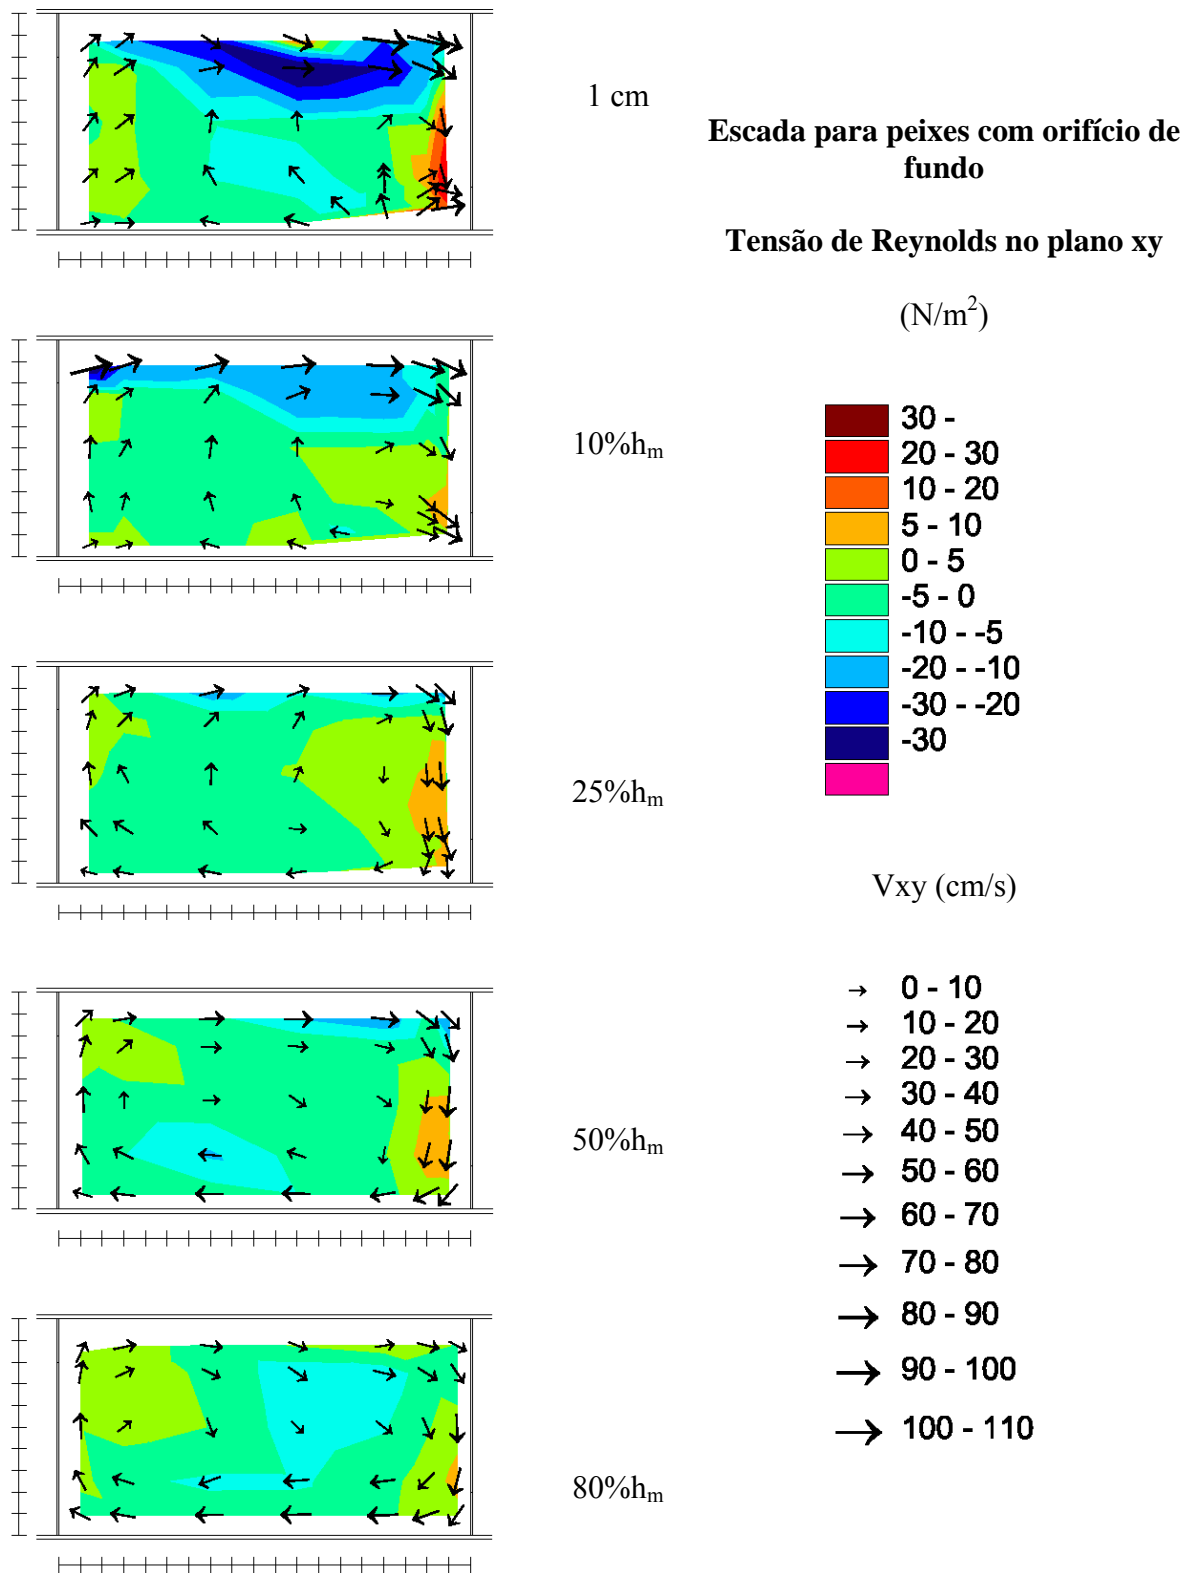 1 cm
Escada para peixes com orifício de
fundo
Tensão de Reynolds no plano xy
(N/m²)
10%hₘ
30 -
20 - 30
10 - 20
5 - 10
0 - 5
-5 - 0
-10 - -5
-20 - -10
-30 - -20
-30
25%hₘ
Vxy (cm/s)
0 - 10
10 - 20
20 - 30
30 - 40
40 - 50
50 - 60
60 - 70
70 - 80
80 - 90
90 - 100
100 - 110
50%hₘ
80%hₘ